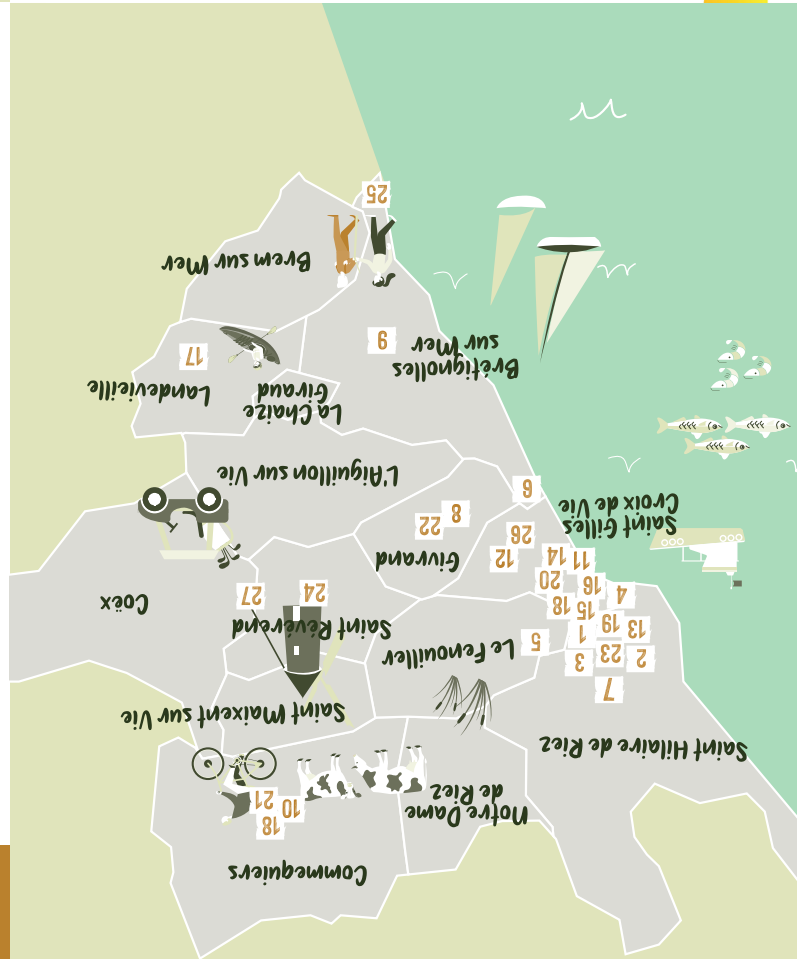 Commequiers
18
Notre Dame
de Riez
10
21
Saint Hilaire de Riez
Saint Maixent sur Vie
7
2
23
3
Le Fenouiller
5
13
19
1
Saint Révérend
4
15
18
16
20
24
27
Coëx
11
14
12
Givrand
26
Saint Gilles
Croix de Vie
22
8
9
L'Aiguillon sur Vie
La Chaize
Giraud
Landevieille
Brétignolles
sur Mer
6
17
Brem sur Mer
25